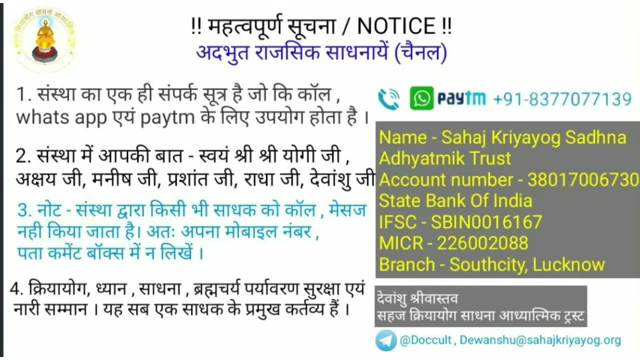 !! महत्वपूर्ण सूचना / NOTICE !!
अदभुत राजसिक साधनायें (चैनल)
1. संस्था का एक ही संपर्क सूत्र है जो कि कॉल ,
whats app एयं paytm के लिए उपयोग होता है ।
paytm +91-8377077139
2. संस्था में आपकी बात - स्वयं श्री श्री योगी जी ,
अक्षय जी, मनीष जी, प्रशांत जी, राधा जी, देवांशु जी
3. नोट - संस्था द्वारा किसी भी साधक को कॉल , मेसज
नही किया जाता है। अतः अपना मोबाइल नंबर ,
पता कमेंट बॉक्स में न लिखें ।
4. क्रियायोग, ध्यान , साधना , ब्रह्मचर्य पर्यावरण सुरक्षा एयं
नारी सम्मान । यह सब एक साधक के प्रमुख कर्तव्य हैं ।
Name - Sahaj Kriyayog Sadhna
Adhyatmik Trust
Account number - 38017006730
State Bank Of India
IFSC - SBIN0016167
MICR - 226002088
Branch - Southcity, Lucknow
देवांशु श्रीवास्तव
सहज क्रियायोग साधना आध्यात्मिक ट्रस्ट
@Doccult , Dewanshu@sahajkriyayog.org